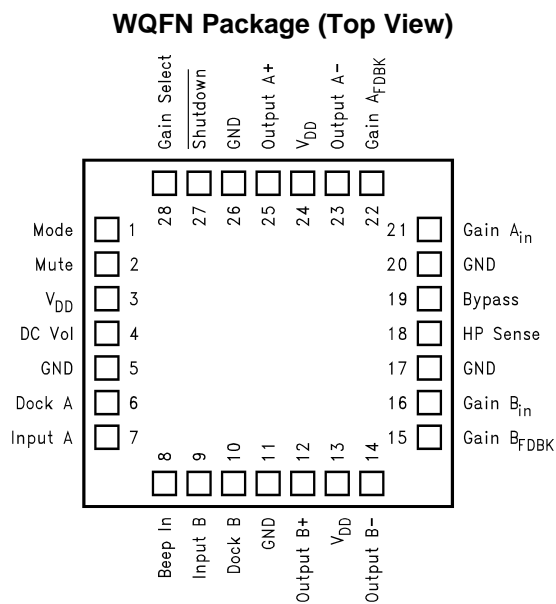 WQFN Package (Top View)
Gain Select
Shutdown
GND
Output A+
VDD
Output A-
Gain AFDBK
28
27
26
25
24
23
22
Mode 1
Mute 2
VDD 3
DC Vol 4
GND 5
Dock A 6
Input A 7
21 Gain Ain
20 GND
19 Bypass
18 HP Sense
17 GND
16 Gain Bin
15 Gain BFDBK
8
9
10
11
12
13
14
Beep In
Input B
Dock B
GND
Output B+
VDD
Output B-